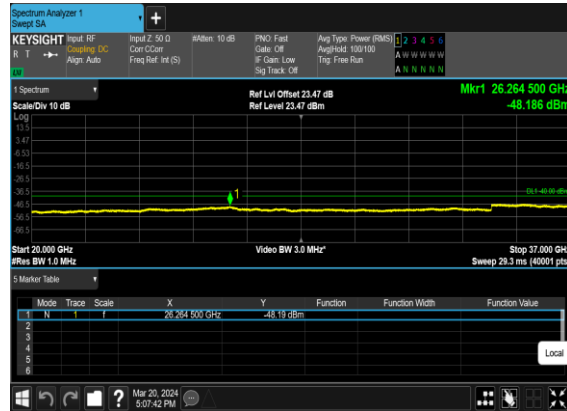 Spectrum Analyzer 1
Swept SA
+
KEYSIGHT Input: RF Input Z: 50 Ω #Atten: 10 dB PNO: Fast Avg Type: Power (RMS) 1 2 3 4 5 6
R T Coupling: DC Corr CCorr Gate: Off Avg|Hold: 100/100 A W W W W W
Align: Auto Freq Ref: Int (S) IF Gain: Low Trig: Free Run
Sig Track: Off A N N N N N
1 Spectrum
Ref Lvl Offset 23.47 dB Mkr1 26.264 500 GHz
Scale/Div 10 dB Ref Level 23.47 dBm -48.186 dBm
Log
13.5
3.47
-6.53
-16.5
-26.5
-36.5 DL1 -40.00 dBm
1
-46.5
-56.5
-66.5
Start 20.000 GHz Video BW 3.0 MHz* Stop 37.000 GHz
#Res BW 1.0 MHz Sweep 29.3 ms (40001 pts
5 Marker Table
Mode Trace Scale X Y Function Function Width Function Value
1 N 1 f 26.264 500 GHz -48.19 dBm
2
3
4
5
6
Local
? Mar 20, 2024
5:07:42 PM